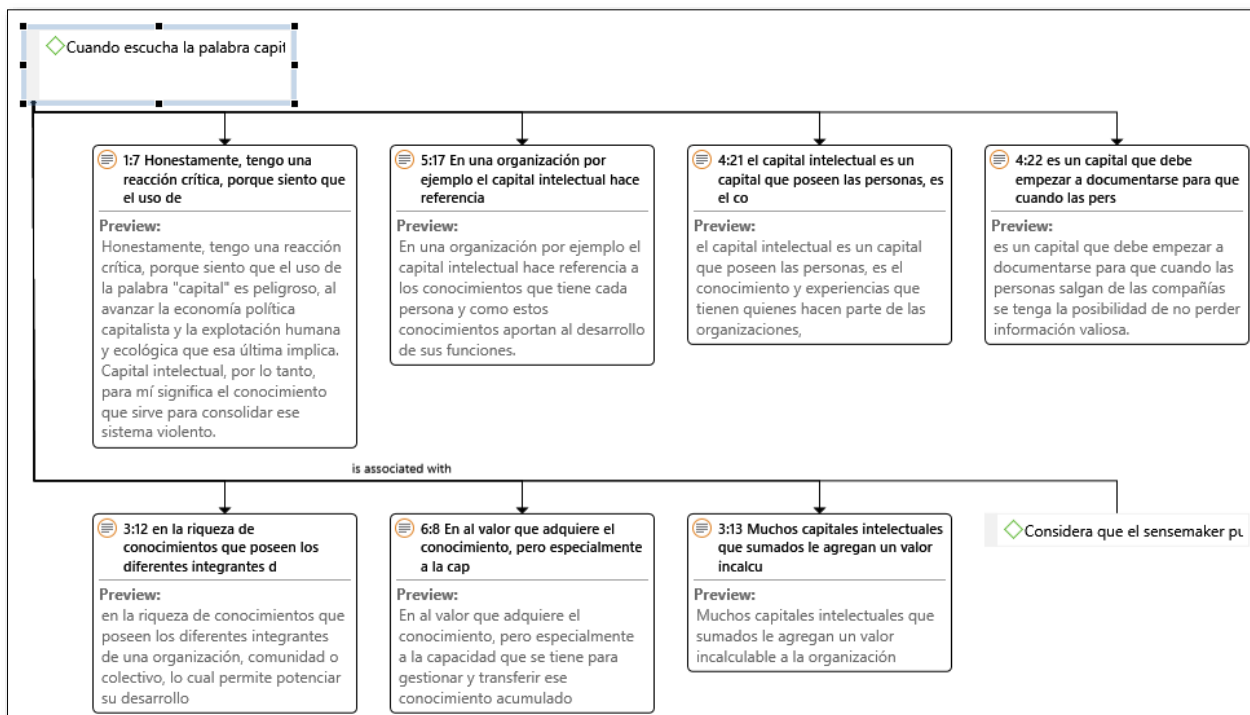 Cuando escucha la palabra capit
1:7 Honestamente, tengo una
reacción crítica, porque siento que
el uso de
Preview:
Honestamente, tengo una reacción
crítica, porque siento que el uso de
la palabra "capital" es peligroso, al
avanzar la economía política
capitalista y la explotación humana
y ecológica que esa última implica.
Capital intelectual, por lo tanto,
para mí significa el conocimiento
que sirve para consolidar ese
sistema violento.
5:17 En una organización por
ejemplo el capital intelectual hace
referencia
Preview:
En una organización por ejemplo el
capital intelectual hace referencia a
los conocimientos que tiene cada
persona y como estos
conocimientos aportan al desarrollo
de sus funciones.
4:21 el capital intelectual es un
capital que poseen las personas, es
el co
Preview:
el capital intelectual es un capital
que poseen las personas, es el
conocimiento y experiencias que
tienen quienes hacen parte de las
organizaciones,
4:22 es un capital que debe
empezar a documentarse para que
cuando las pers
Preview:
es un capital que debe empezar a
documentarse para que cuando las
personas salgan de las compañías
se tenga la posibilidad de no perder
información valiosa.
is associated with
3:12 en la riqueza de
conocimientos que poseen los
diferentes integrantes d
Preview:
en la riqueza de conocimientos que
poseen los diferentes integrantes
de una organización, comunidad o
colectivo, lo cual permite potenciar
su desarrollo
6:8 En al valor que adquiere el
conocimiento, pero especialmente
a la cap
Preview:
En al valor que adquiere el
conocimiento, pero especialmente
a la capacidad que se tiene para
gestionar y transferir ese
conocimiento acumulado
3:13 Muchos capitales intelectuales
que sumados le agregan un valor
incalcu
Preview:
Muchos capitales intelectuales que
sumados le agregan un valor
incalculable a la organización
Considera que el sensemaker pu